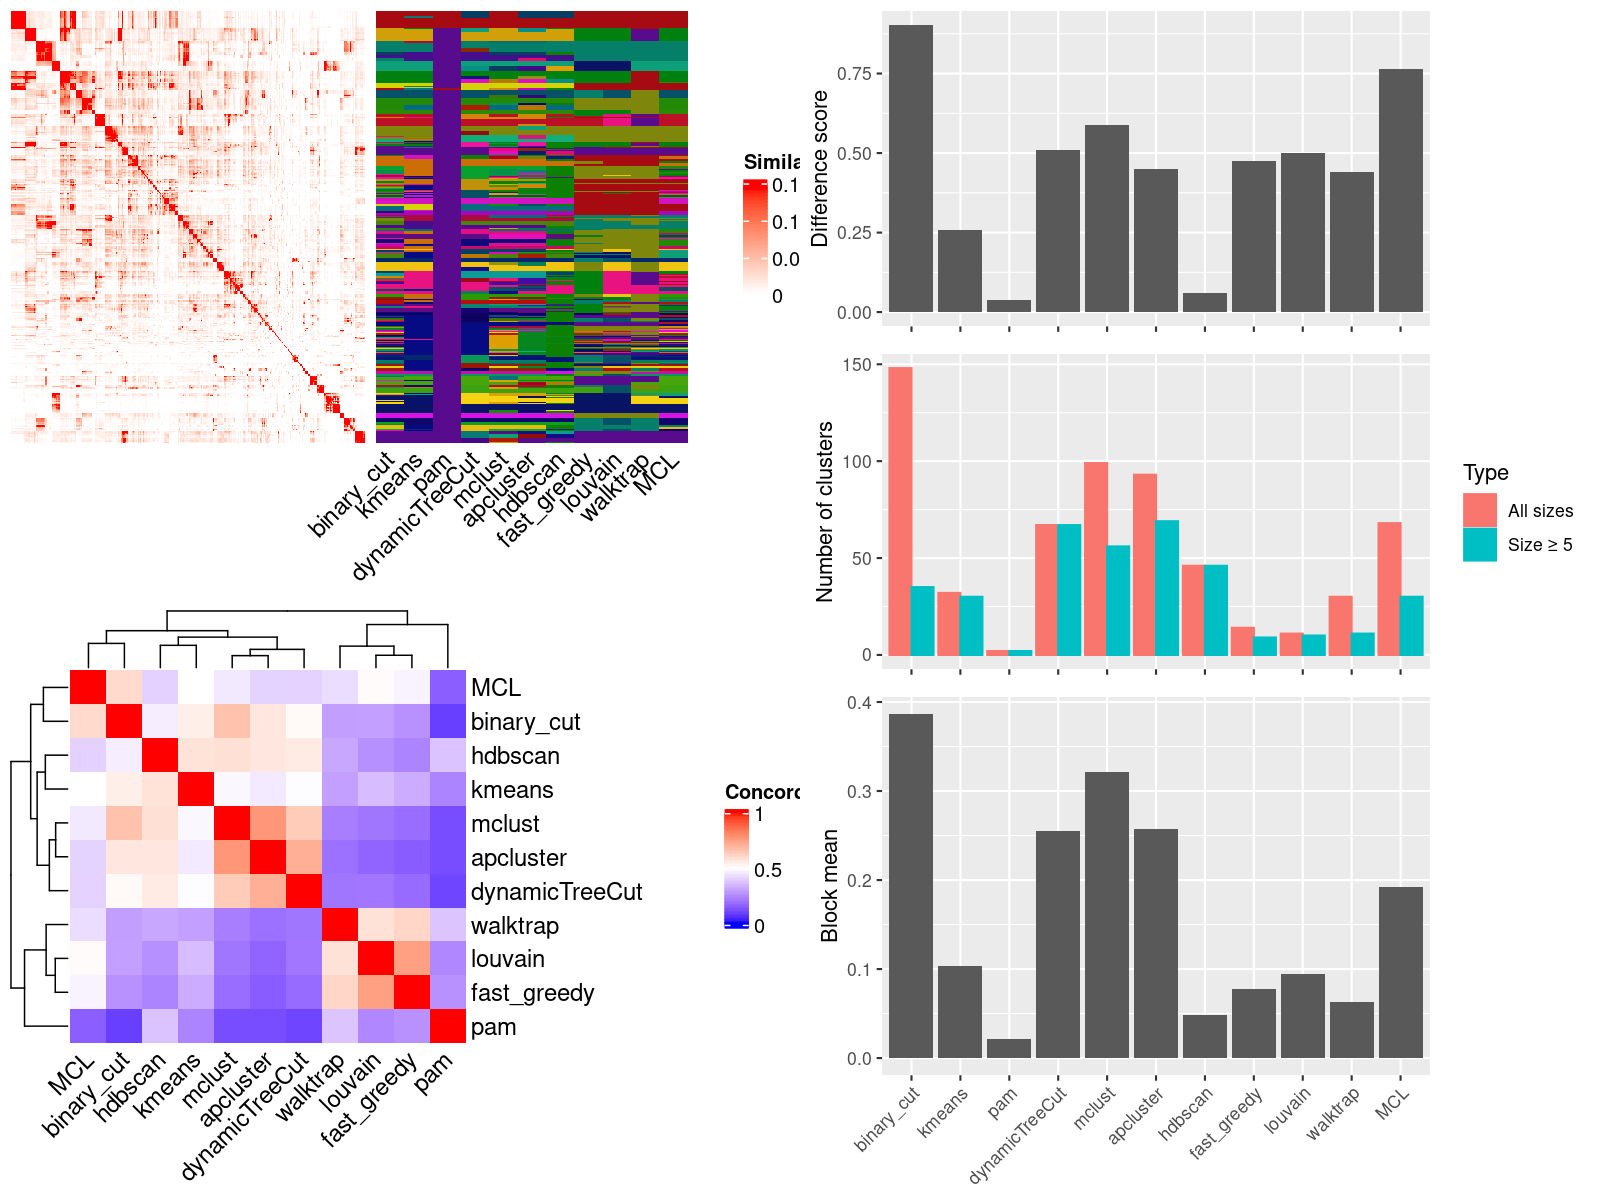 Simila
0.1
0.1
0.0
0
binary_cut
kmeans
pam
dynamicTreeCut
mclust
apcluster
hdbscan
fast_greedy
louvain
walktrap
MCL
MCL
binary_cut
hdbscan
kmeans
mclust
apcluster
dynamicTreeCut
walktrap
louvain
fast_greedy
pam
MCL
binary_cut
hdbscan
kmeans
mclust
apcluster
dynamicTreeCut
walktrap
louvain
fast_greedy
pam
Concord
1
0.5
0
Difference score
0.75
0.50
0.25
0.00
Number of clusters
150
100
50
0
Type
All sizes
Size ≥ 5
Block mean
0.4
0.3
0.2
0.1
0.0
binary_cut
kmeans
pam
dynamicTreeCut
mclust
apcluster
hdbscan
fast_greedy
louvain
walktrap
MCL